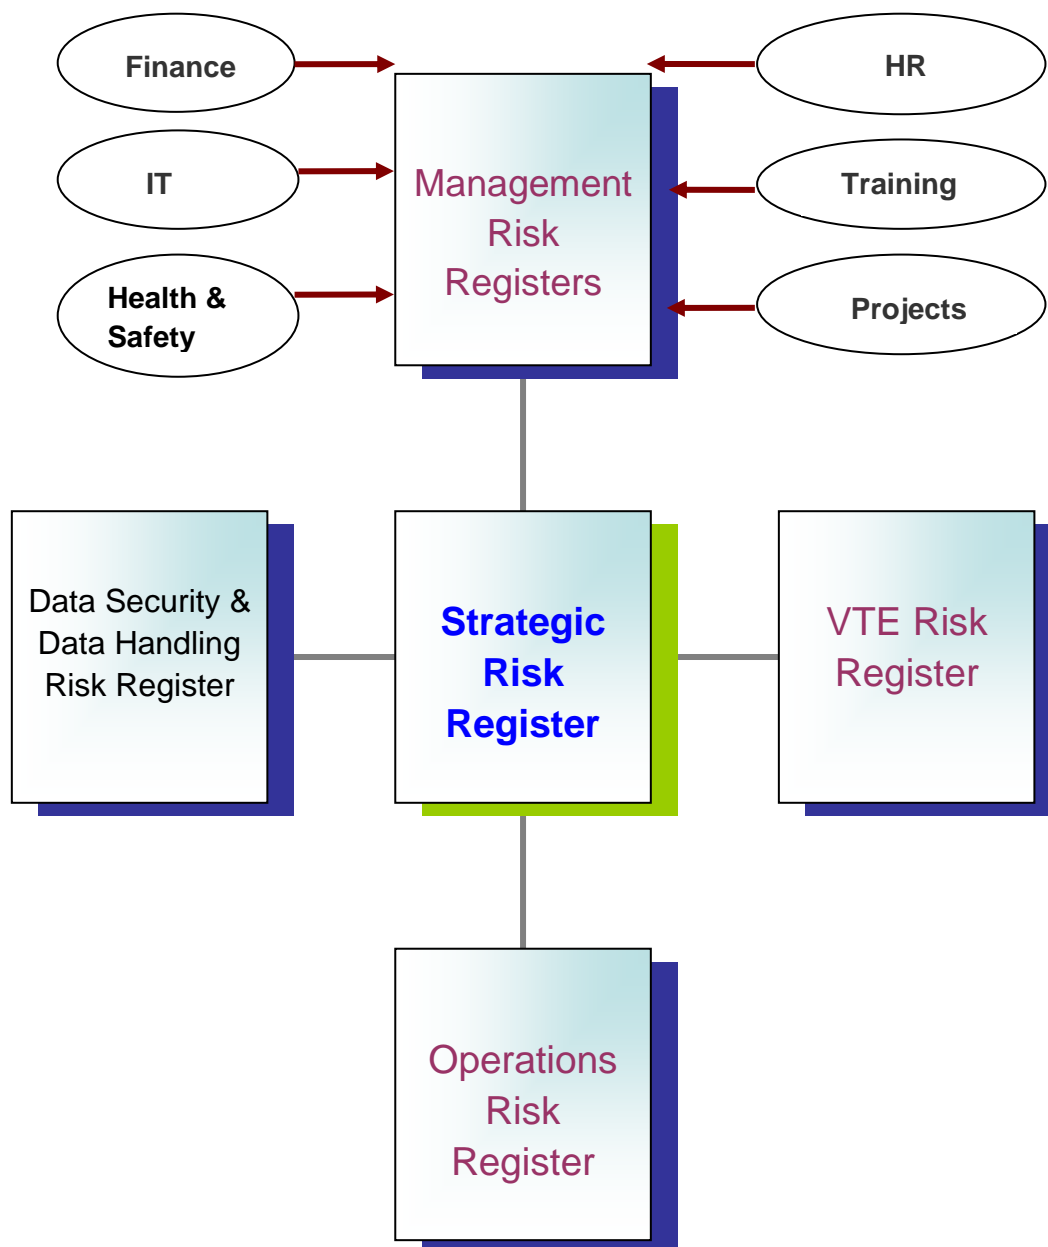 Finance
HR
IT
Management
Risk
Registers
Training
Health &
Safety
Projects
Data Security &
Data Handling
Risk Register
Strategic
Risk
Register
VTE Risk
Register
Operations
Risk
Register